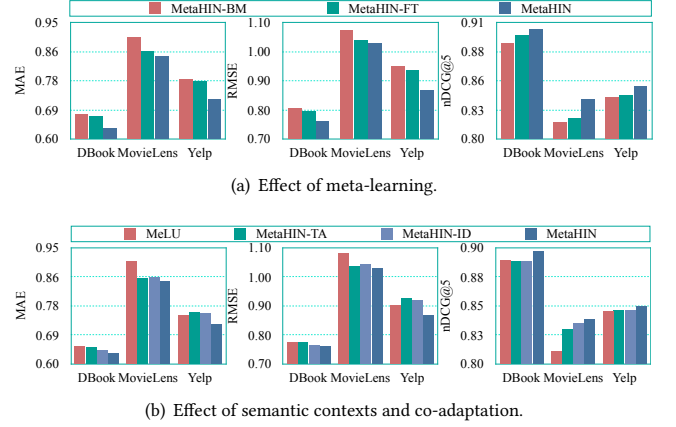 MetaHIN-BM MetaHIN-FT MetaHIN
MAE 0.95 0.86 0.78 0.69 0.60
DBook MovieLens Yelp
RMSE 1.10 1.00 0.90 0.80 0.70
DBook MovieLens Yelp
nDCG@5 0.91 0.88 0.86 0.83 0.80
DBook MovieLens Yelp
(a) Effect of meta-learning.
MeLU MetaHIN-TA MetaHIN-ID MetaHIN
MAE 0.95 0.86 0.78 0.69 0.60
DBook MovieLens Yelp
RMSE 1.10 1.00 0.90 0.80 0.70
DBook MovieLens Yelp
nDCG@5 0.90 0.88 0.85 0.83 0.80
DBook MovieLens Yelp
(b) Effect of semantic contexts and co-adaptation.